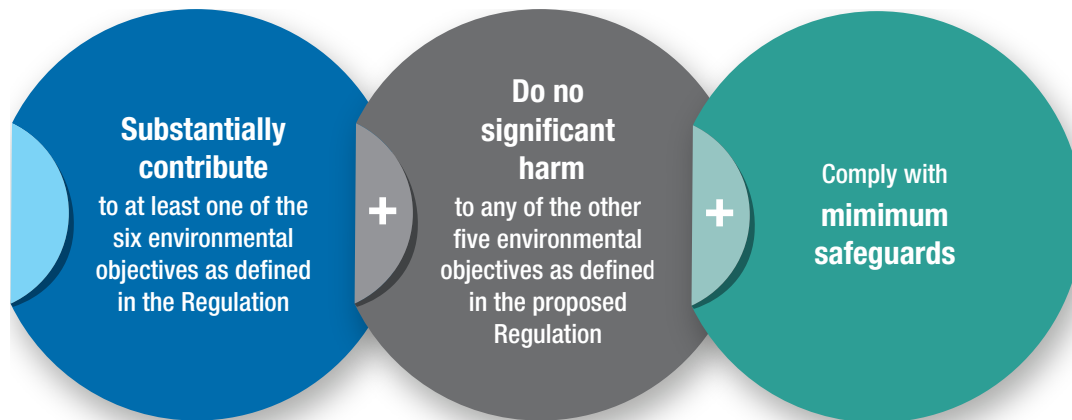 Substantially
contribute
to at least one of the
six environmental
objectives as defined
in the Regulation
+
Do no
significant
harm
to any of the other
five environmental
objectives as defined
in the proposed
Regulation
+
Comply with
mimimum
safeguards